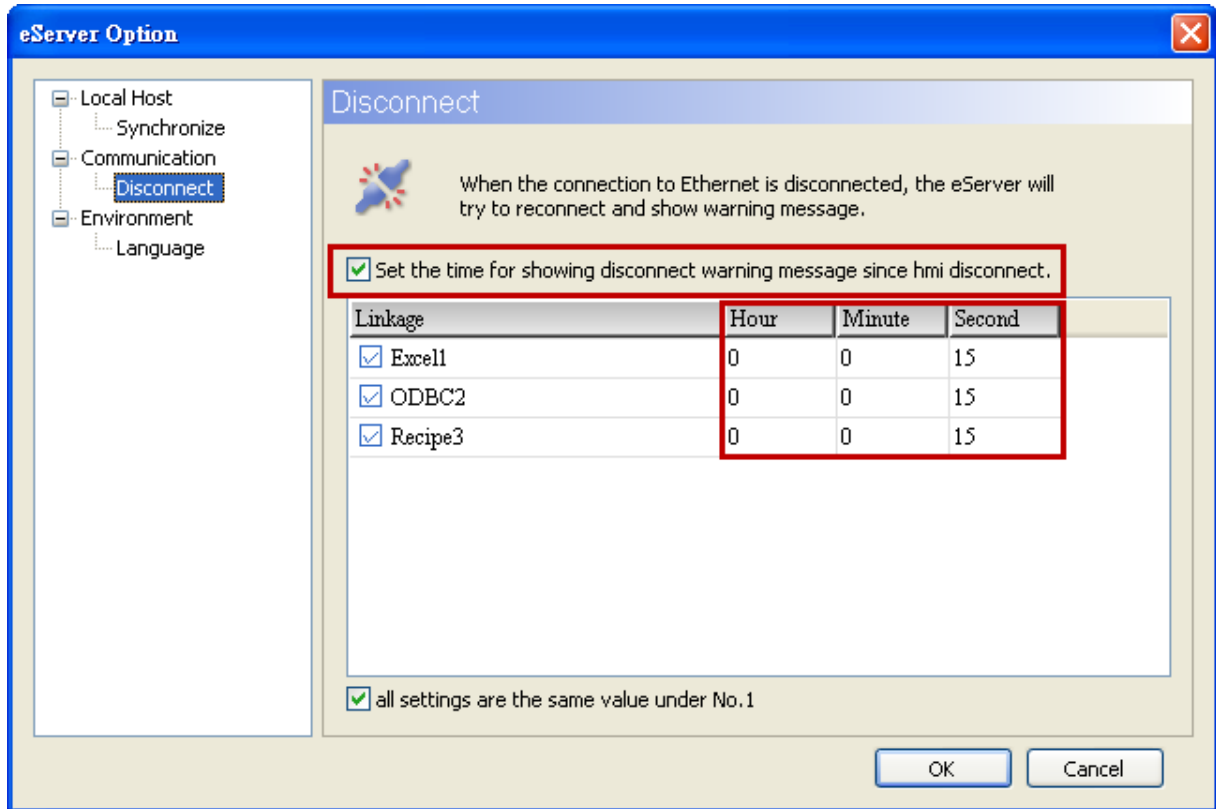 eServer Option
Local Host
Synchronize
Communication
Disconnect
Environment
Language
Disconnect
When the connection to Ethernet is disconnected, the eServer will
try to reconnect and show warning message.
Set the time for showing disconnect warning message since hmi disconnect.
Linkage Hour Minute Second
Excel1 0 0 15
ODBC2 0 0 15
Recipe3 0 0 15
all settings are the same value under No.1
OK Cancel